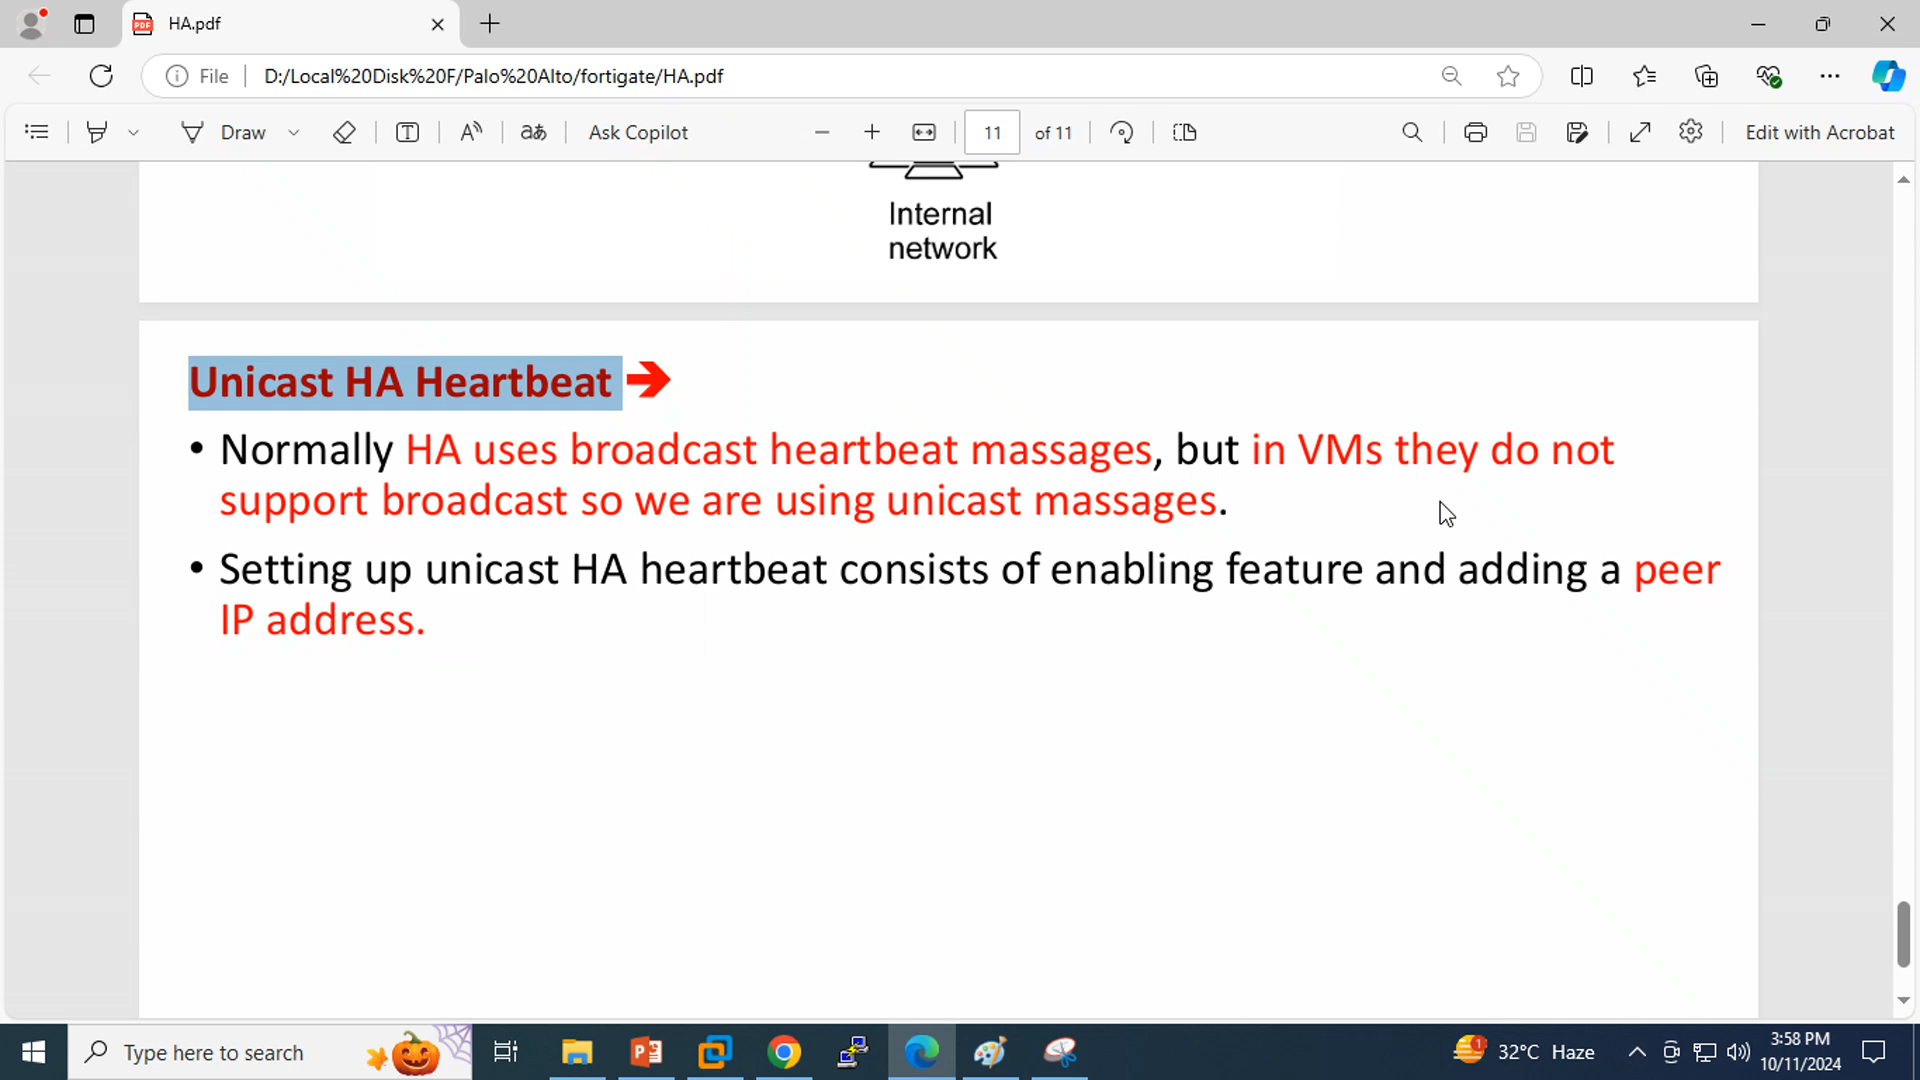 HA.pdf
File D:/Local%20Disk%20F/Palo%20Alto/fortigate/HA.pdf
Draw Ask Copilot 11 of 11 Edit with Acrobat
Internal
network
Unicast HA Heartbeat ➔
• Normally HA uses broadcast heartbeat massages, but in VMs they do not
support broadcast so we are using unicast massages.
• Setting up unicast HA heartbeat consists of enabling feature and adding a peer
IP address.
Type here to search
1
32°C Haze
3:58 PM
10/11/2024